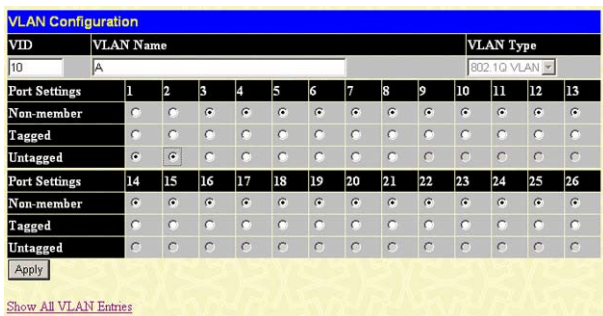 VLAN Configuration
VID VLAN Name VLAN Type
10 A 802.1Q VLAN
Port Settings 1 2 3 4 5 6 7 8 9 10 11 12 13
Non-member
Tagged
Untagged
Port Settings 14 15 16 17 18 19 20 21 22 23 24 25 26
Non-member
Tagged
Untagged
Apply
Show All VLAN Entries